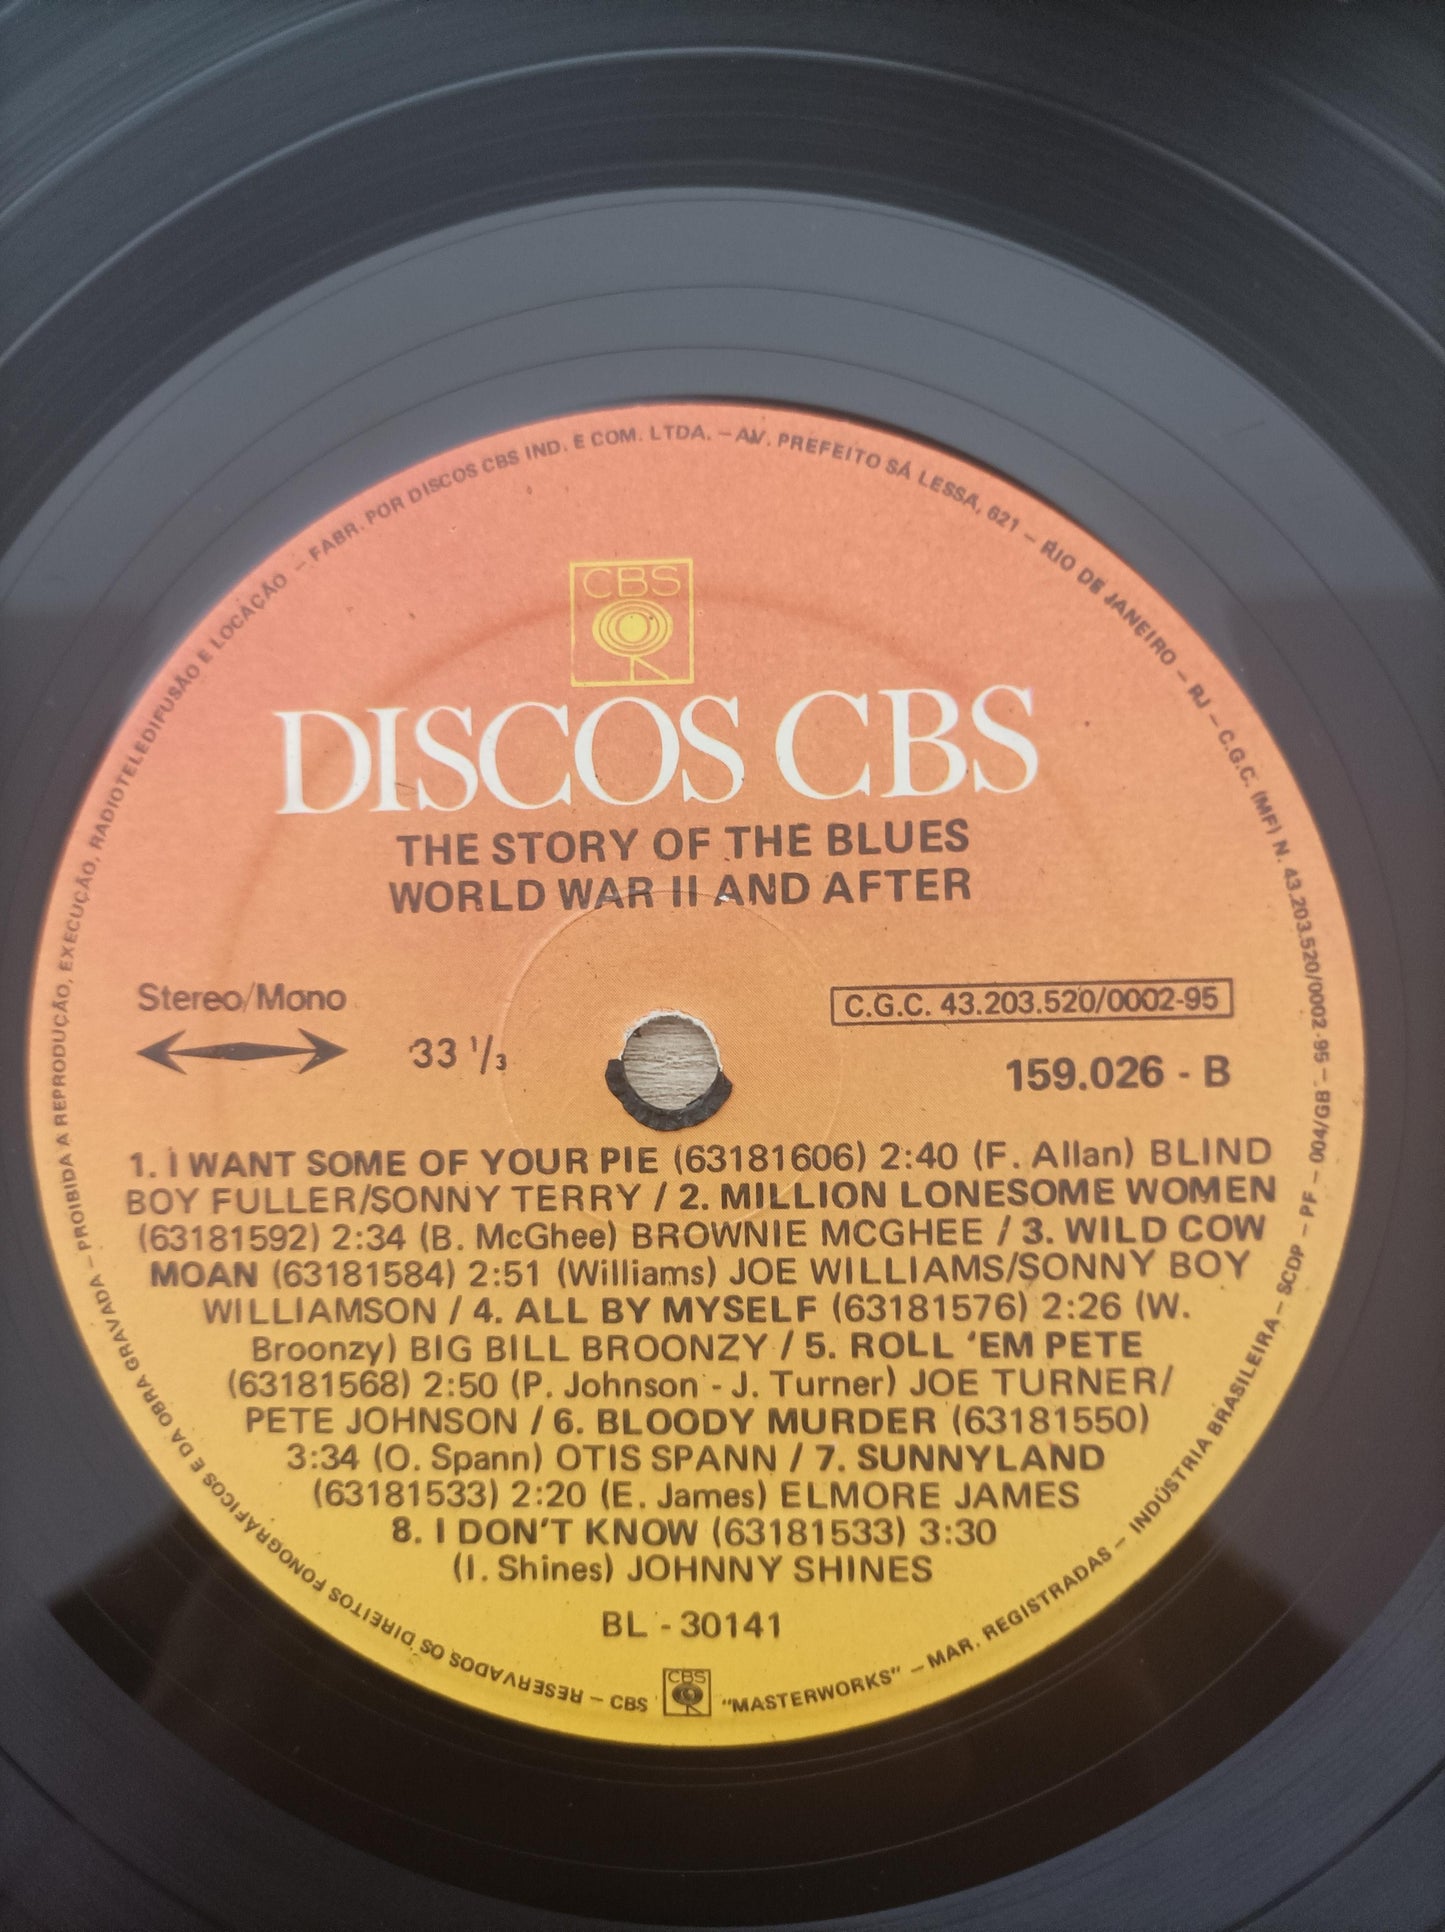 FABR. POR DISCOS CBS IND. E COM. LTDA. – AV. PREFEITO SÁ LESSA, 621 – RIO DE JANEIRO – RJ – C.G.C. (MF) N. 43.203.520/0002-95 – 004/GB – PF – SCDP – INDÚSTRIA BRASILEIRA – MAR. REGISTRADAS – "MASTERWORKS"
CBS – RESERVADOS OS DIREITOS FONOGRÁFICOS E DA OBRA GRAVADA – PROIBIDA A REPRODUÇÃO, EXECUÇÃO, RADIOTELEDIFUSÃO E LOCAÇÃO –
CBS
DISCOS CBS
THE STORY OF THE BLUES
WORLD WAR II AND AFTER
Stereo/Mono
33 1/3
C.G.C. 43.203.520/0002-95
159.026 - B
1. I WANT SOME OF YOUR PIE (63181606) 2:40 (F. Allan) BLIND
BOY FULLER/SONNY TERRY / 2. MILLION LONESOME WOMEN
(63181592) 2:34 (B. McGhee) BROWNIE MCGHEE / 3. WILD COW
MOAN (63181584) 2:51 (Williams) JOE WILLIAMS/SONNY BOY
WILLIAMSON / 4. ALL BY MYSELF (63181576) 2:26 (W.
Broonzy) BIG BILL BROONZY / 5. ROLL 'EM PETE
(63181568) 2:50 (P. Johnson - J. Turner) JOE TURNER/
PETE JOHNSON / 6. BLOODY MURDER (63181550)
3:34 (O. Spann) OTIS SPANN / 7. SUNNYLAND
(63181533) 2:20 (E. James) ELMORE JAMES
8. I DON'T KNOW (63181533) 3:30
(I. Shines) JOHNNY SHINES
BL - 30141
CBS